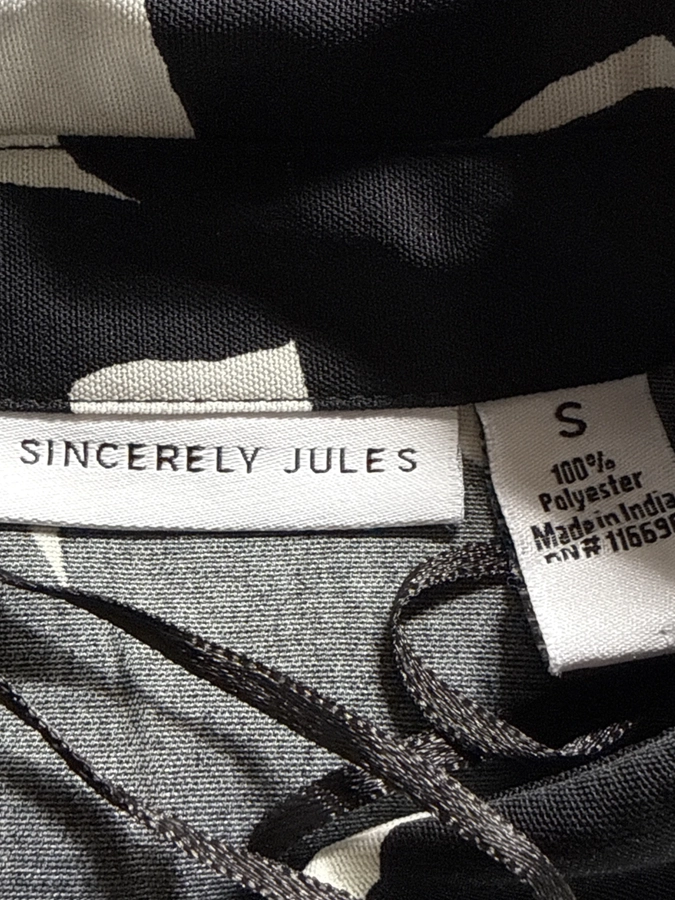 SINCERELY JULES
S
100%
Polyester
Made in India
RN# 11669